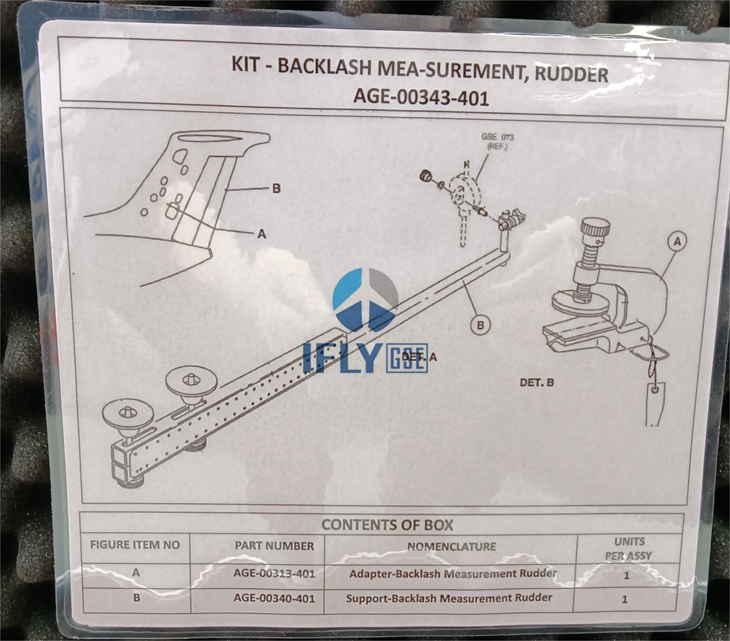 KIT - BACKLASH MEA-SUREMENT, RUDDER
AGE-00343-401
GSE 073
(REF.)
B
A
A
B
IFLY GSE
DET. A
DET. B
CONTENTS OF BOX
FIGURE ITEM NO PART NUMBER NOMENCLATURE UNITS PER ASSY
A AGE-00313-401 Adapter-Backlash Measurement Rudder 1
B AGE-00340-401 Support-Backlash Measurement Rudder 1